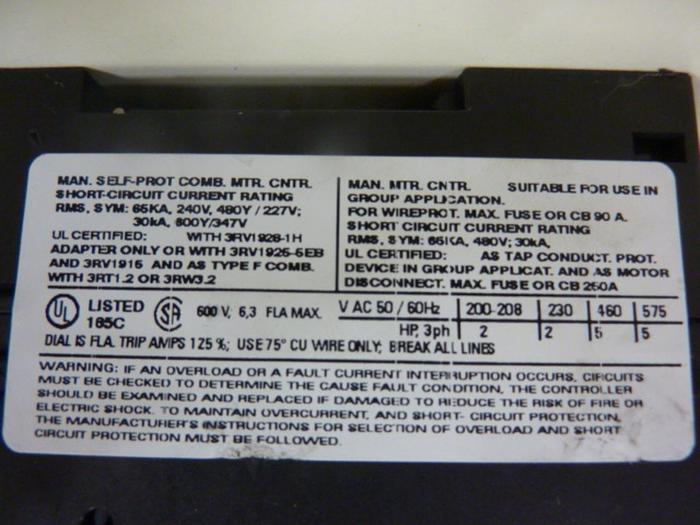 MAN. SELF-PROT COMB. MTR. CNTR.
SHORT-CIRCUIT CURRENT RATING
RMS, SYM: 65KA, 240V, 480Y / 227V;
30kA, 600Y/347V
UL CERTIFIED: WITH 3RV1928-1H
ADAPTER ONLY OR WITH 3RV1925-5EB
AND 3RV1915 AND AS TYPE F COMB.
WITH 3RT1.2 OR 3RW3.2
MAN. MTR. CNTR. SUITABLE FOR USE IN
GROUP APPLICATION.
FOR WIREPROT. MAX. FUSE OR CB 90 A.
SHORT CIRCUIT CURRENT RATING
RMS, SYM: 65KA, 480V; 30kA,
UL CERTIFIED: AS TAP CONDUCT. PROT.
DEVICE IN GROUP APPLICAT. AND AS MOTOR
DISCONNECT. MAX. FUSE OR CB 250A
UL LISTED 165C SA 600 V, 6,3 FLA MAX.
V AC 50 / 60Hz 200-208 230 460 575
HP, 3ph 2 2 5 5
DIAL IS FLA. TRIP AMPS 125 %; USE 75° CU WIRE ONLY; BREAK ALL LINES
WARNING: IF AN OVERLOAD OR A FAULT CURRENT INTERRUPTION OCCURS, CIRCUITS
MUST BE CHECKED TO DETERMINE THE CAUSE FAULT CONDITION, THE CONTROLLER
SHOULD BE EXAMINED AND REPLACED IF DAMAGED TO REDUCE THE RISK OF FIRE OR
ELECTRIC SHOCK. TO MAINTAIN OVERCURRENT, AND SHORT- CIRCUIT PROTECTION,
THE MANUFACTURER'S INSTRUCTIONS FOR SELECTION OF OVERLOAD AND SHORT
CIRCUIT PROTECTION MUST BE FOLLOWED.